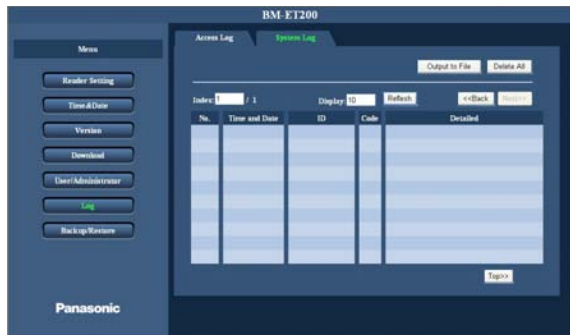 BM-ET200
Menu
Reader Setting
Time &Date
Version
Download
User/Administrator
Log
Backup/Restore
Panasonic
Access Log
System Log
Output to File
Delete All
Index: 1 / 1
Display: 10
Reflesh
<<Back
Next>>
No.
Time and Date
ID
Code
Detailed
Top>>